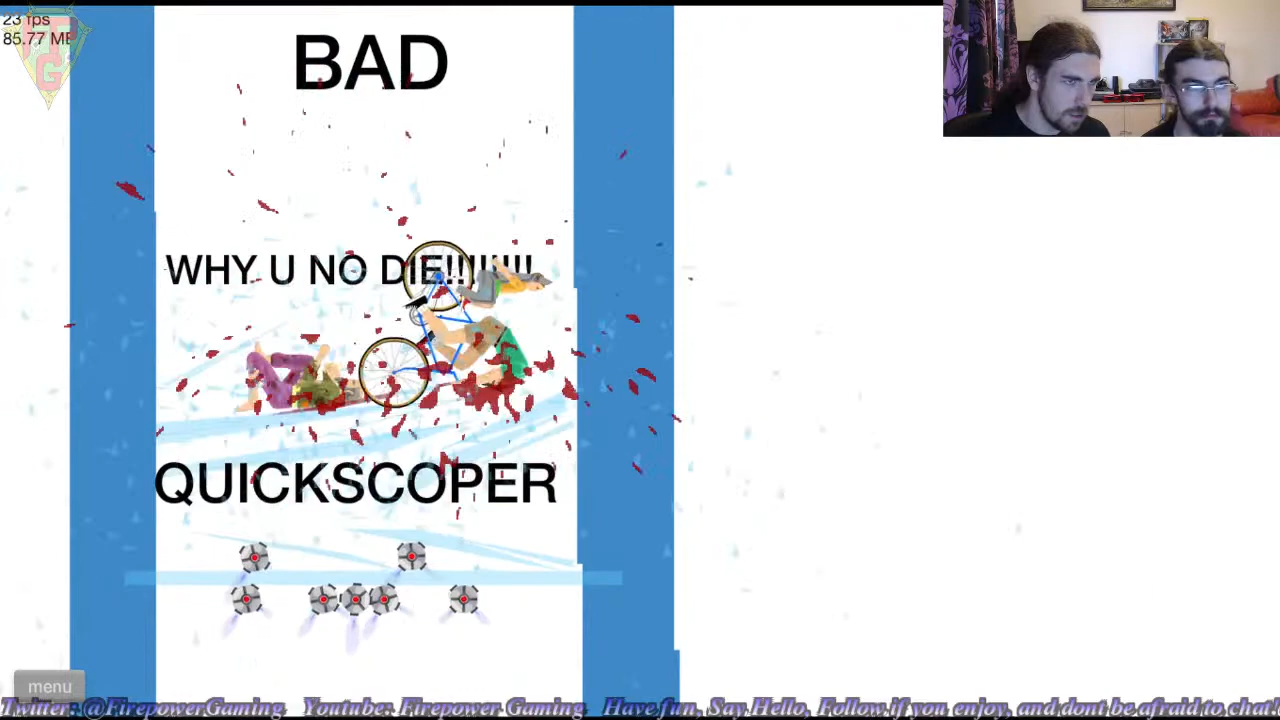 23 fps
85.77 MB
TPG
BAD
WHY U NO DIE!!!!!!!!!
QUICKSCOPER
menu
Twitter: @FirepowerGaming Youtube: Firepower Gaming Have fun, Say Hello, Follow if you enjoy, and dont be afraid to chat!